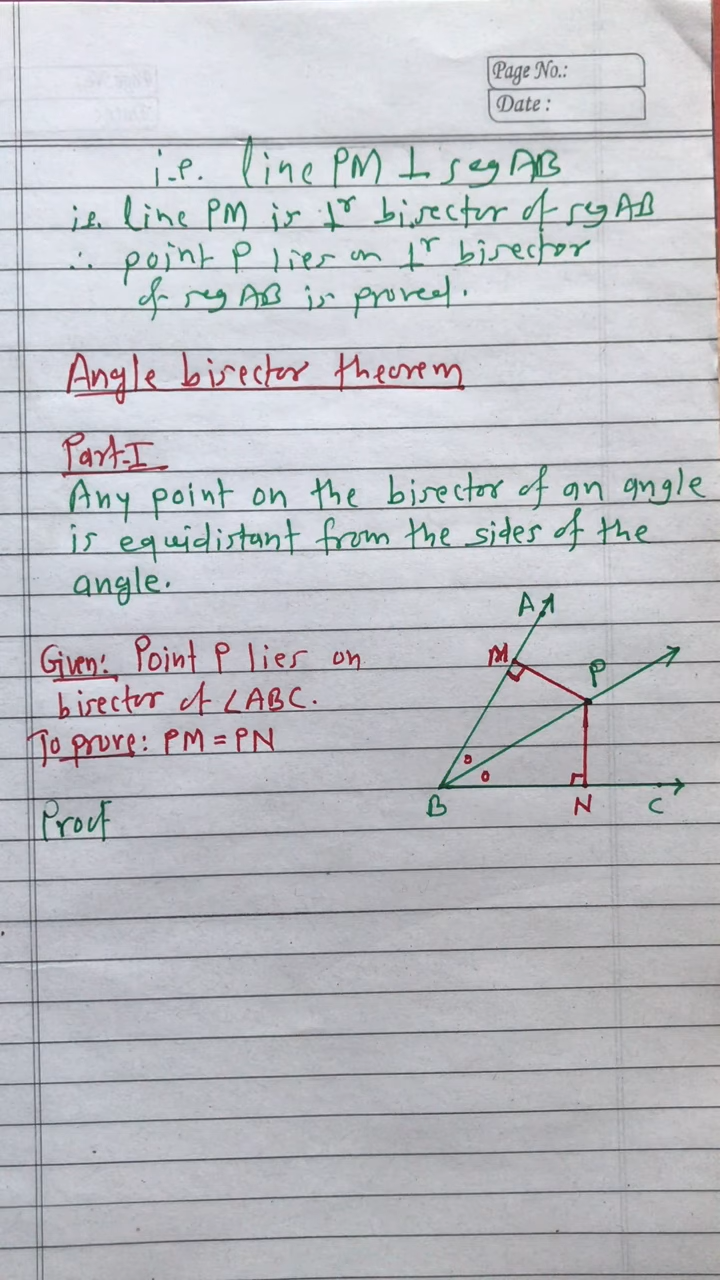 Page No.:
Date :
i.e. line PM ⊥ seg AB
i.e. line PM is ⊥r bisector of seg AB
∴ point P lies on ⊥r bisector
of seg AB is proved.
Angle bisector theorem
Part-I
Any point on the bisector of an angle
is equidistant from the sides of the
angle.
A
M
P
Given: Point P lies on
bisector of ∠ABC.
To prove: PM = PN
B
N
C
Proof